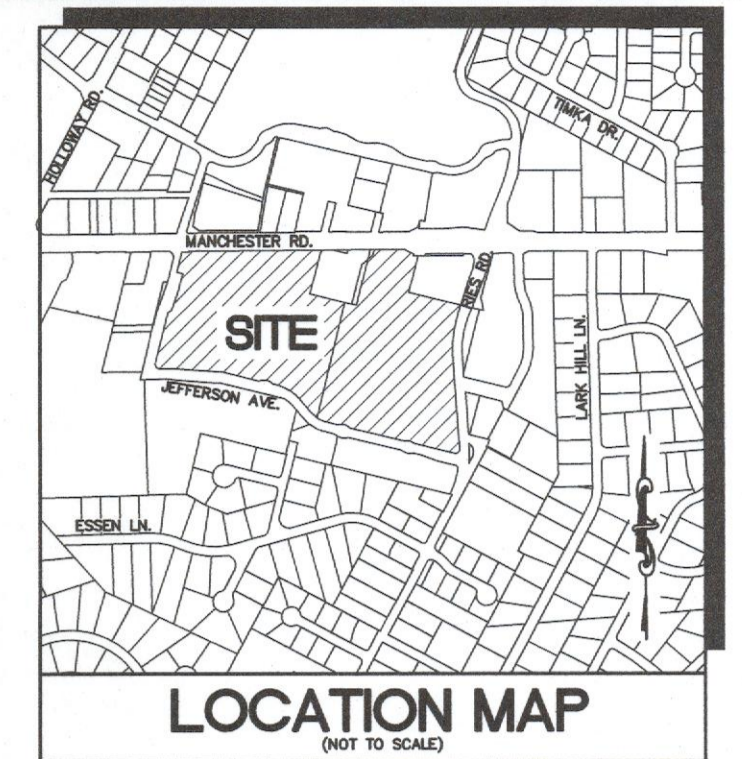 HOLLOWAY RD.
TIMKA DR.
MANCHESTER RD.
RIES RD.
SITE
LARK HILL LN.
JEFFERSON AVE.
ESSEN LN.
LOCATION MAP
(NOT TO SCALE)